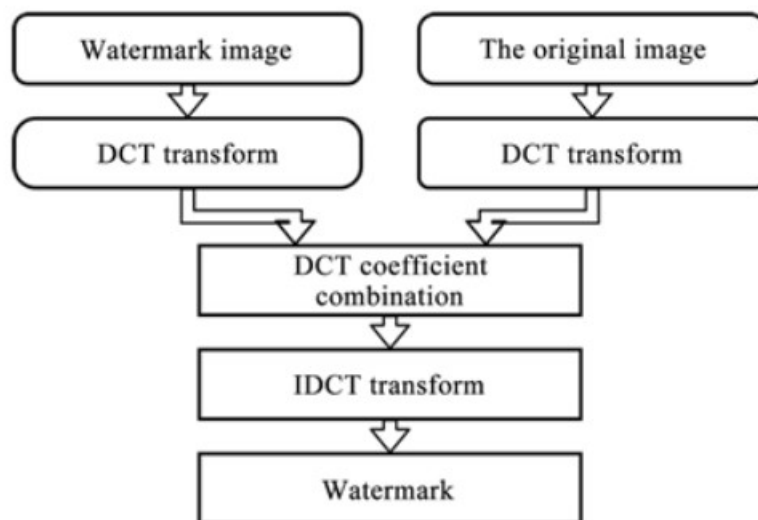 Watermark image
The original image
DCT transform
DCT transform
DCT coefficient
combination
IDCT transform
Watermark